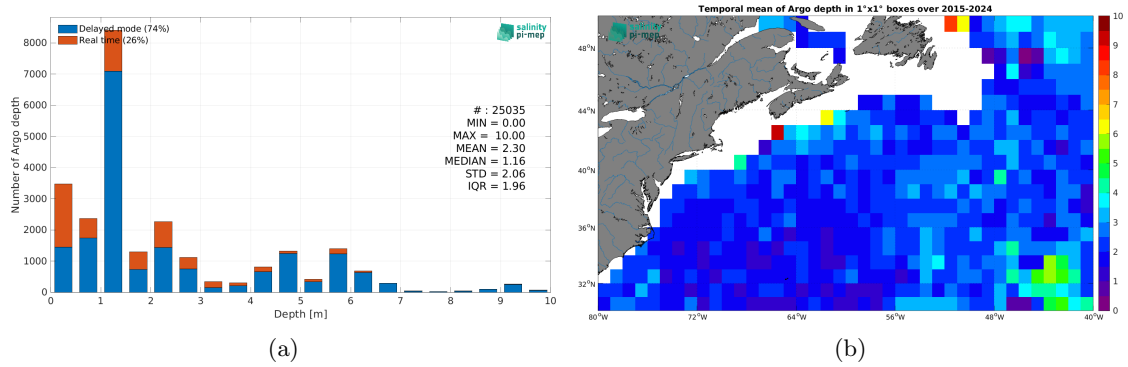 Delayed mode (74%)
Real time (26%)
salinity
pi-mep
8000
7000
6000
5000
4000
3000
2000
1000
0
Number of Argo depth
# : 25035
MIN = 0.00
MAX = 10.00
MEAN = 2.30
MEDIAN = 1.16
STD = 2.06
IQR = 1.96
0 1 2 3 4 5 6 7 8 9 10
Depth [m]
(a)
Temporal mean of Argo depth in 1°x1° boxes over 2015-2024
salinity
pi-mep
48°N
44°N
40°N
36°N
32°N
80°W 72°W 64°W 56°W 48°W 40°W
10
9
8
7
6
5
4
3
2
1
0
(b)